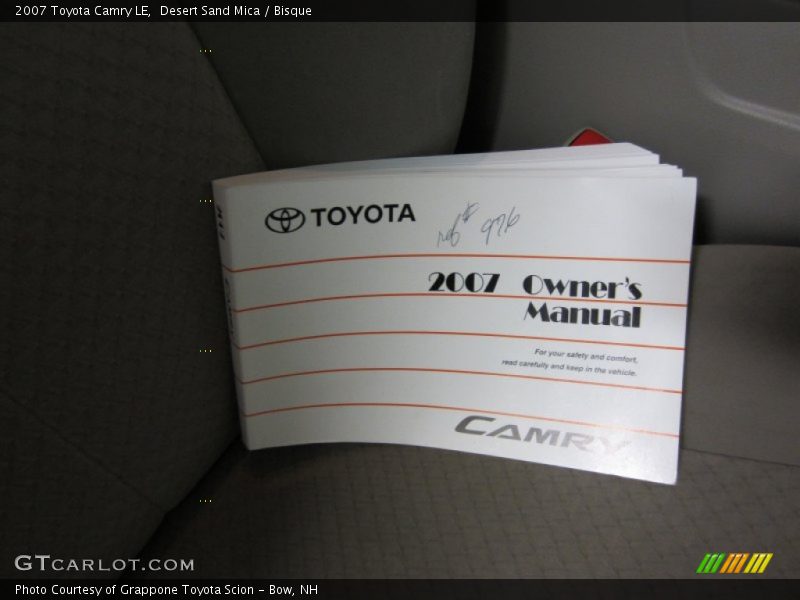 2007 Toyota Camry LE, Desert Sand Mica / Bisque
TOYOTA
976
2007 Owner's
Manual
For your safety and comfort,
read carefully and keep in the vehicle.
CAMRY
GTCARLOT.COM
Photo Courtesy of Grappone Toyota Scion - Bow, NH